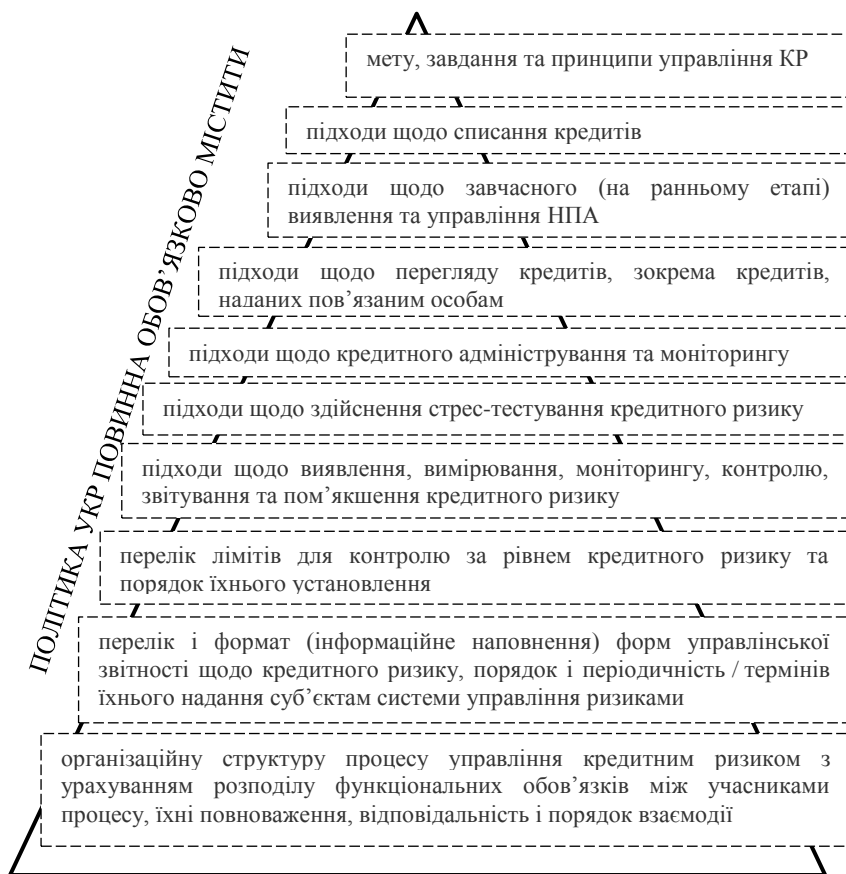 ПОЛІТИКА УКР ПОВИННА ОБОВ’ЯЗКОВО МІСТИТИ
мету, завдання та принципи управління КР
підходи щодо списання кредитів
підходи щодо завчасного (на ранньому етапі)
виявлення та управління НПА
підходи щодо перегляду кредитів, зокрема кредитів,
наданих пов’язаним особам
підходи щодо кредитного адміністрування та моніторингу
підходи щодо здійснення стрес-тестування кредитного ризику
підходи щодо виявлення, вимірювання, моніторингу, контролю,
звітування та пом’якшення кредитного ризику
перелік лімітів для контролю за рівнем кредитного ризику та
порядок їхнього установлення
перелік і формат (інформаційне наповнення) форм управлінської
звітності щодо кредитного ризику, порядок і періодичність / термінів
їхнього надання суб’єктам системи управління ризиками
організаційну структуру процесу управління кредитним ризиком з
урахуванням розподілу функціональних обов’язків між учасниками
процесу, їхні повноваження, відповідальність і порядок взаємодії